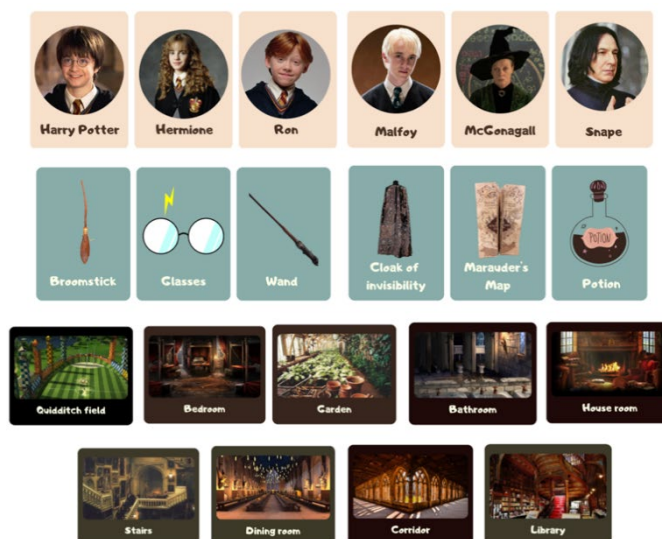 Harry Potter
Hermione
Ron
Malfoy
McGonagall
Snape
Broomstick
Glasses
Wand
Cloak of
invisibility
Marauder's
Map
POTION
Potion
Quidditch field
Bedroom
Garden
Bathroom
House room
Stairs
Dining room
Corridor
Library